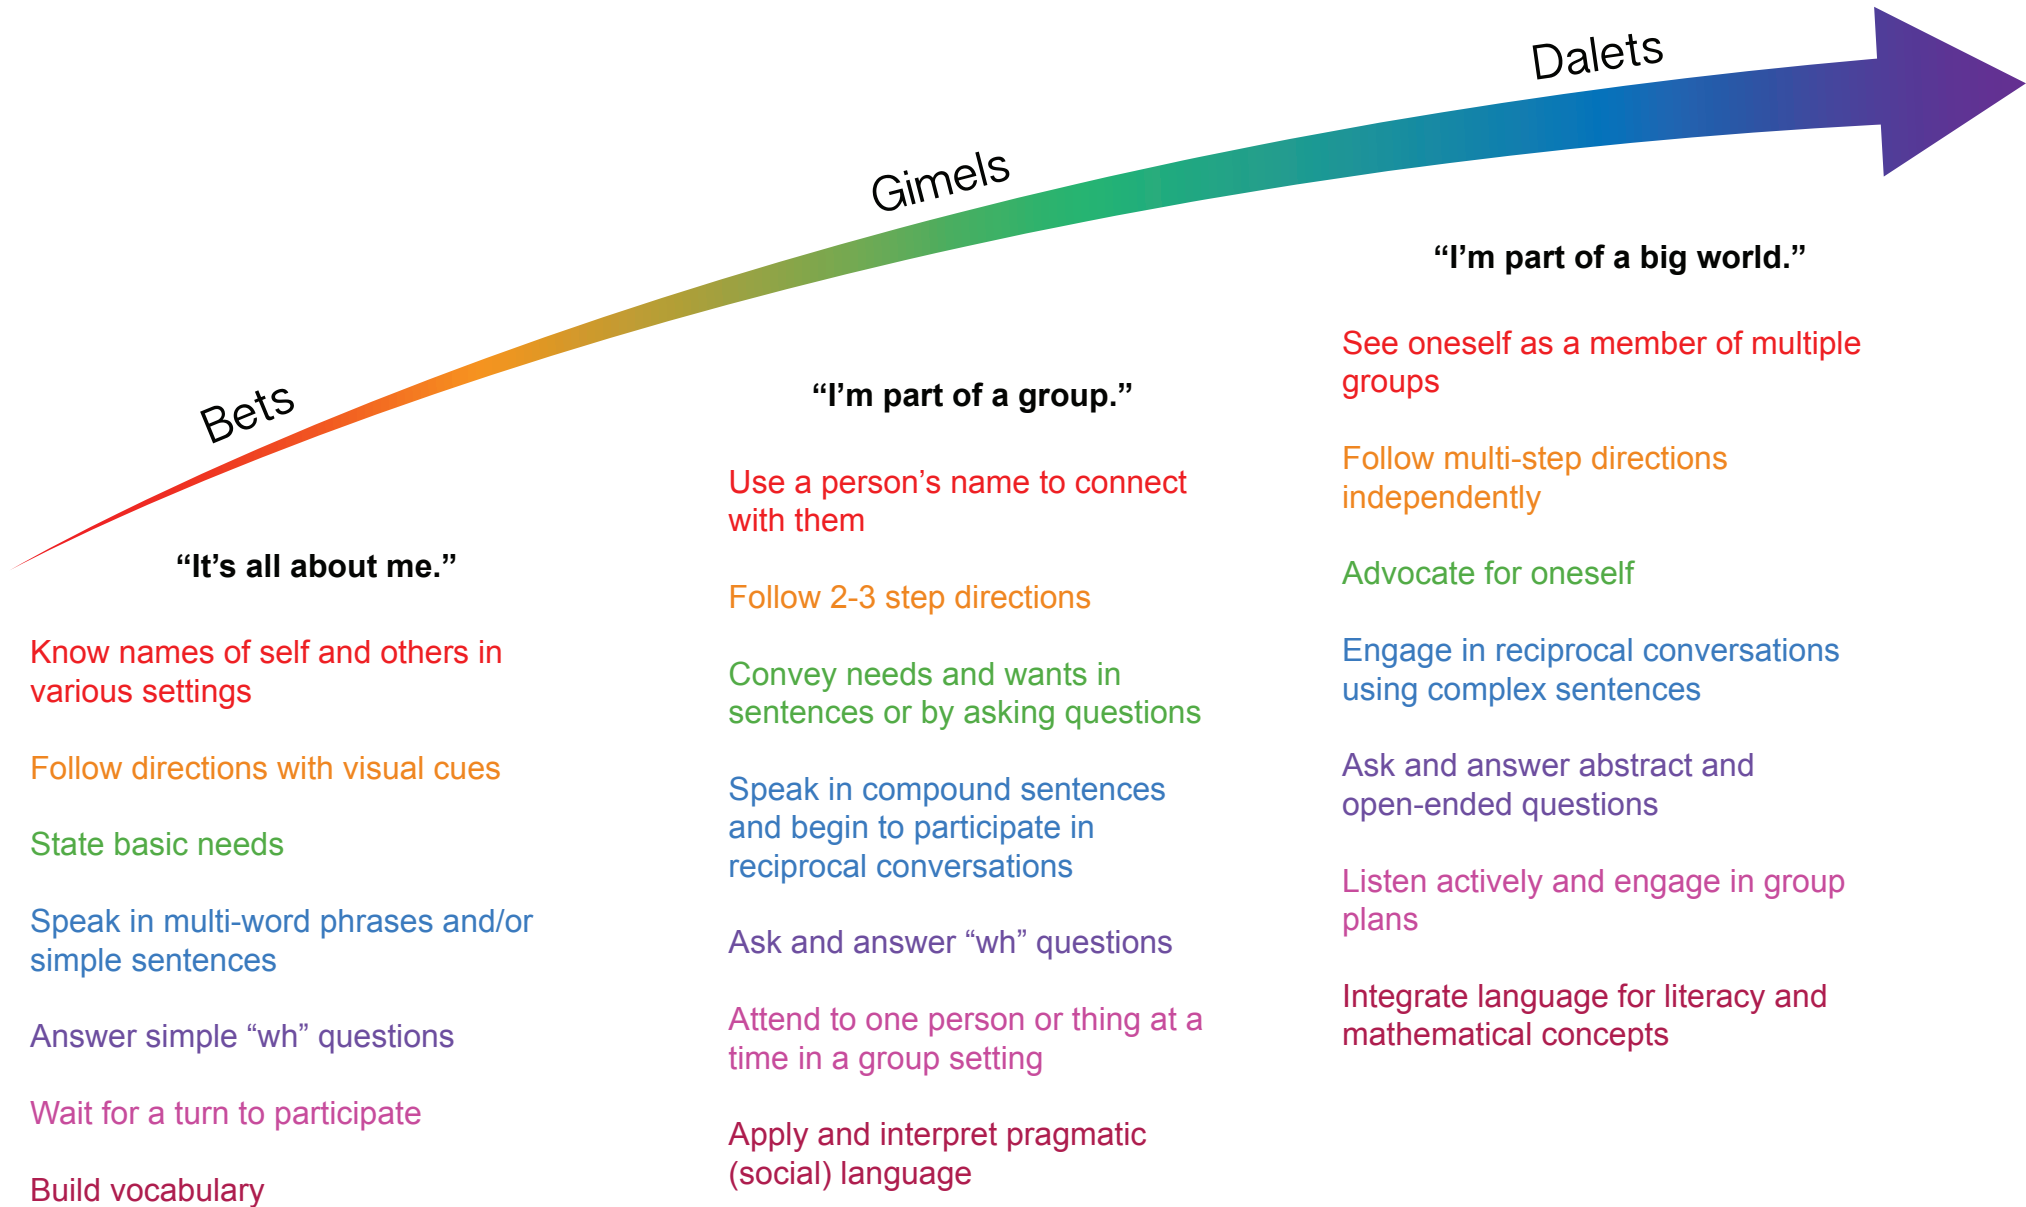 Bets
“It’s all about me.”
Know names of self and others in
various settings
Follow directions with visual cues
State basic needs
Speak in multi-word phrases and/or
simple sentences
Answer simple “wh” questions
Wait for a turn to participate
Build vocabulary
Gimels
“I’m part of a group.”
Use a person’s name to connect
with them
Follow 2-3 step directions
Convey needs and wants in
sentences or by asking questions
Speak in compound sentences
and begin to participate in
reciprocal conversations
Ask and answer “wh” questions
Attend to one person or thing at a
time in a group setting
Apply and interpret pragmatic
(social) language
Dalets
“I’m part of a big world.”
See oneself as a member of multiple
groups
Follow multi-step directions
independently
Advocate for oneself
Engage in reciprocal conversations
using complex sentences
Ask and answer abstract and
open-ended questions
Listen actively and engage in group
plans
Integrate language for literacy and
mathematical concepts